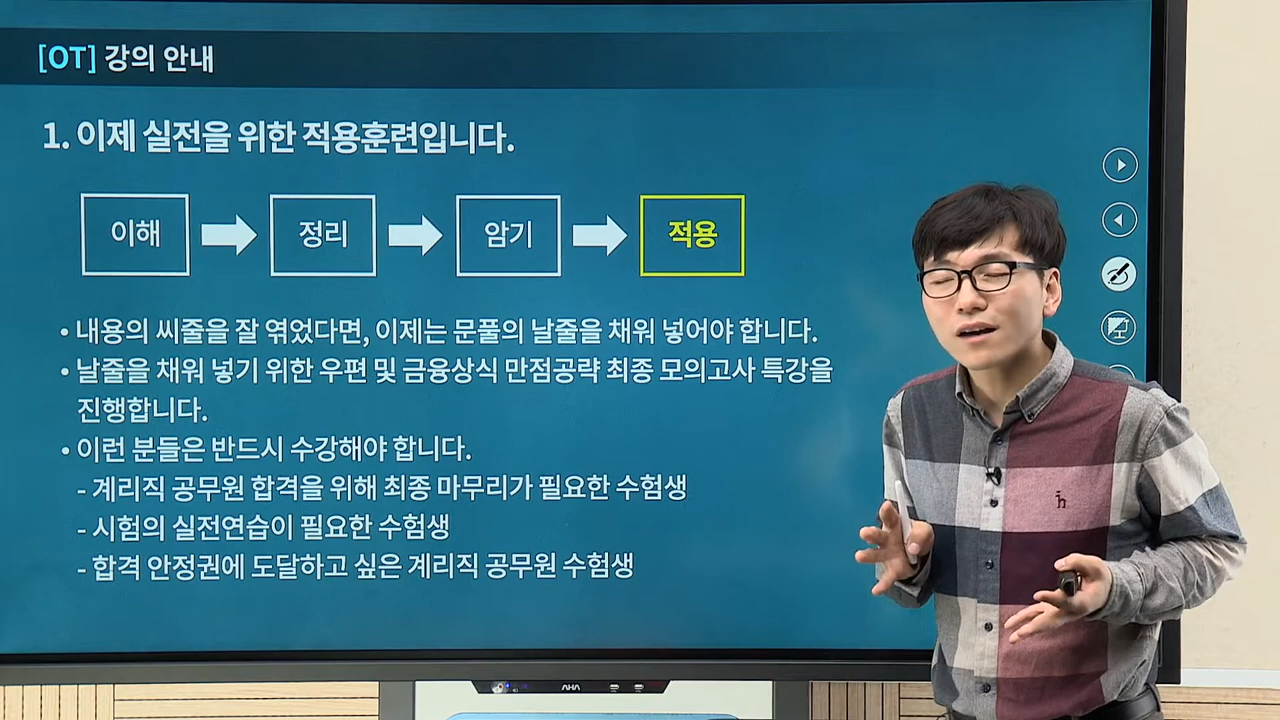 [OT] 강의 안내
1. 이제 실전을 위한 적용훈련입니다.
이해 정리 암기 적용
• 내용의 씨줄을 잘 엮었다면, 이제는 문풀의 날줄을 채워 넣어야 합니다.
• 날줄을 채워 넣기 위한 우편 및 금융상식 만점공략 최종 모의고사 특강을
진행합니다.
• 이런 분들은 반드시 수강해야 합니다.
- 계리직 공무원 합격을 위해 최종 마무리가 필요한 수험생
- 시험의 실전연습이 필요한 수험생
- 합격 안정권에 도달하고 싶은 계리직 공무원 수험생
AHA